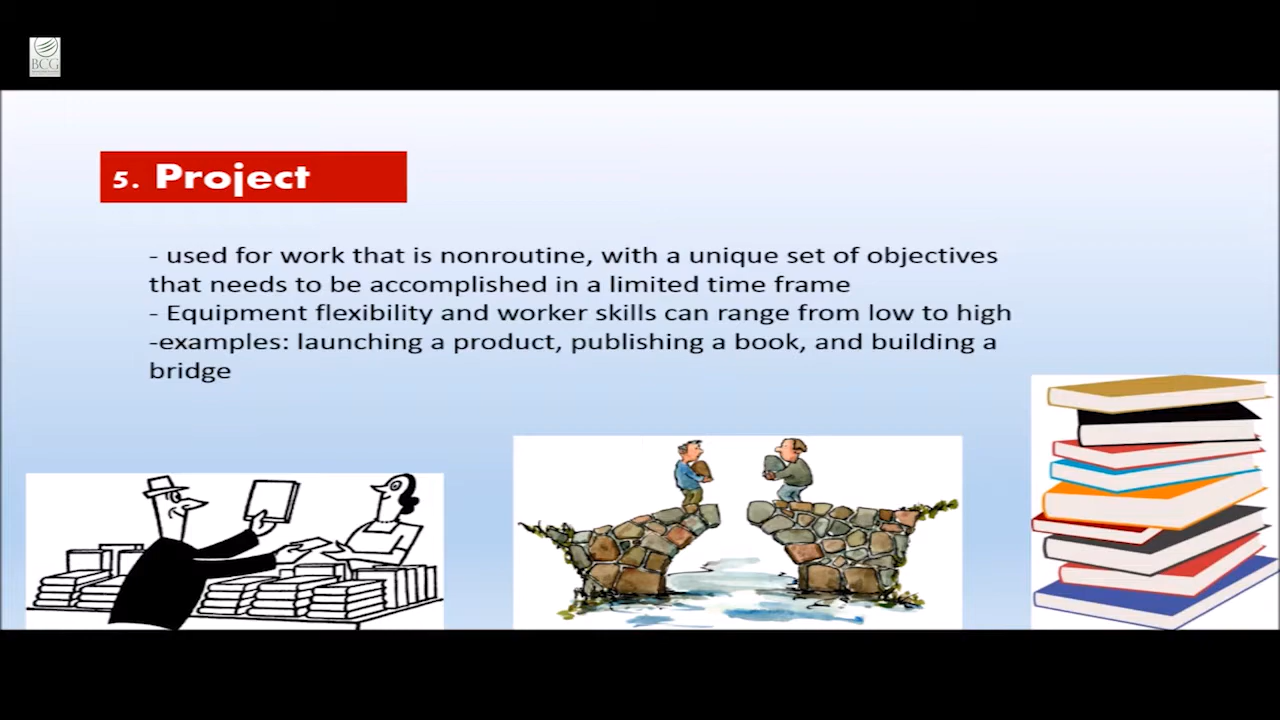 BCG
5. Project
- used for work that is nonroutine, with a unique set of objectives
that needs to be accomplished in a limited time frame
- Equipment flexibility and worker skills can range from low to high
-examples: launching a product, publishing a book, and building a
bridge